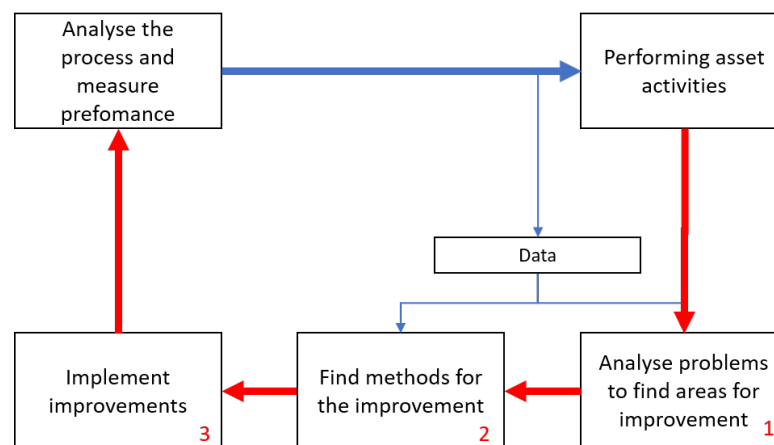 Analyse the
process and
measure
prefomance
Performing asset
activities
Data
Implement
improvements
3
Find methods for
the improvement
2
Analyse problems
to find areas for
improvement
1